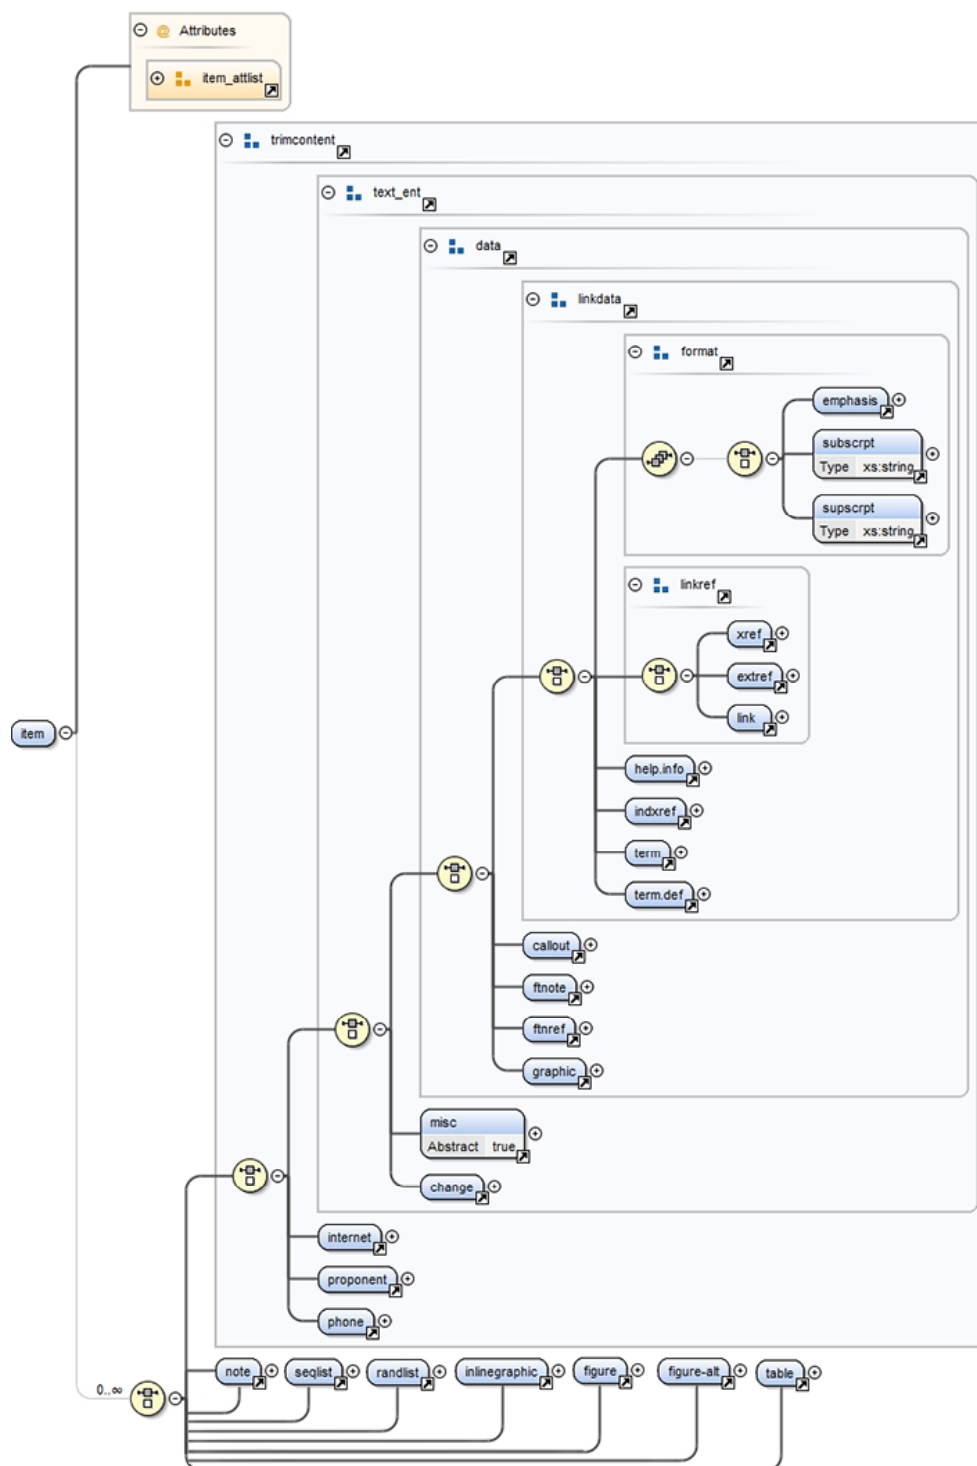 @ Attributes
item_attlist
trimcontent
text_ent
data
linkdata
format
emphasis
subscrpt
Type xs:string
supscrpt
Type xs:string
linkref
xref
extref
link
item
help.info
indxref
term
term.def
callout
ftnote
ftnref
graphic
misc
Abstract true
change
internet
proponent
phone
note seqlist randlist inlinegraphic figure figure-alt table
0..∞